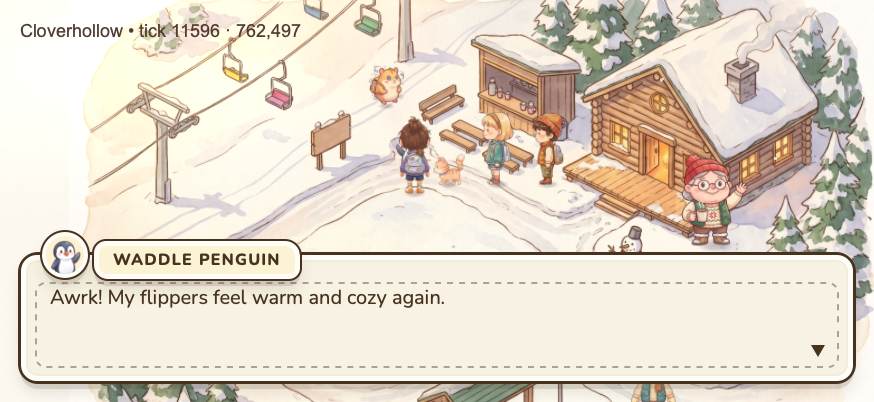 Cloverhollow • tick 11596 · 762,497
WADDLE PENGUIN
Awrk! My flippers feel warm and cozy again.